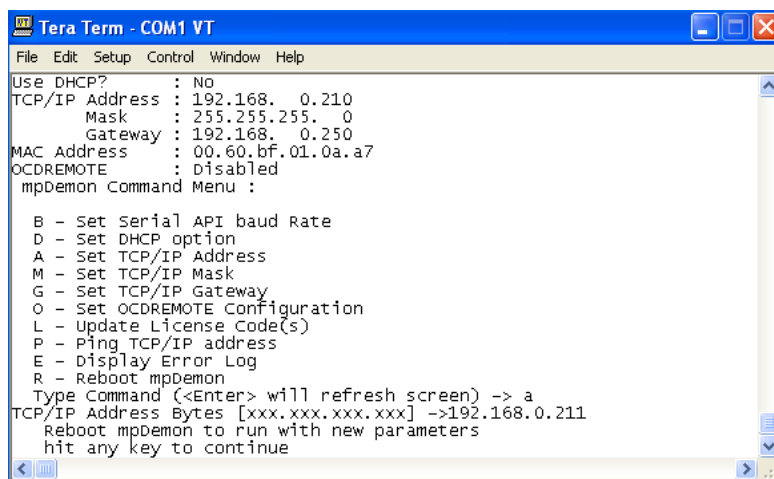 Tera Term - COM1 VT
File Edit Setup Control Window Help
Use DHCP? : No
TCP/IP Address : 192.168. 0.210
Mask : 255.255.255. 0
Gateway : 192.168. 0.250
MAC Address : 00.60.bf.01.0a.a7
OCDREMOTE : Disabled
mpDemon Command Menu :
B - Set Serial API baud Rate
D - Set DHCP option
A - Set TCP/IP Address
M - Set TCP/IP Mask
G - Set TCP/IP Gateway
O - Set OCDREMOTE Configuration
L - Update License Code(s)
P - Ping TCP/IP address
E - Display Error Log
R - Reboot mpDemon
Type Command (<Enter> will refresh screen) -> a
TCP/IP Address Bytes [xxx.xxx.xxx.xxx] ->192.168.0.211
Reboot mpDemon to run with new parameters
hit any key to continue